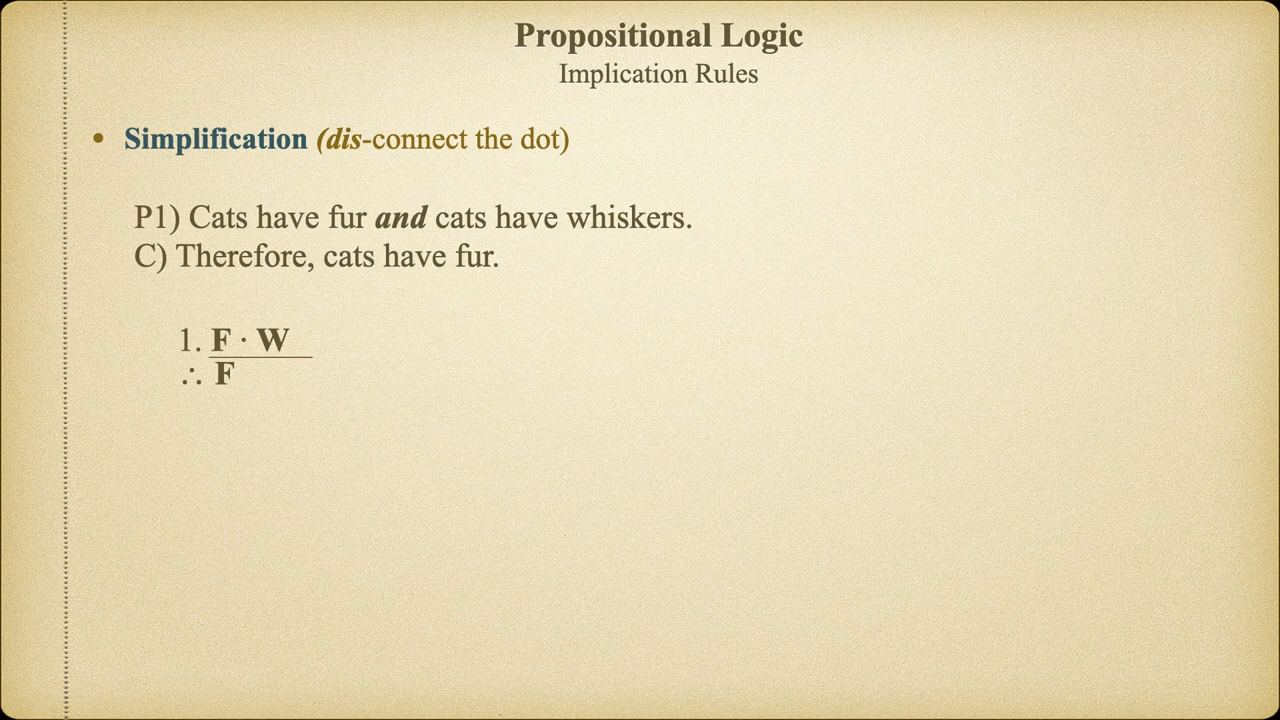 Propositional Logic
Implication Rules
• Simplification (dis-connect the dot)
P1) Cats have fur and cats have whiskers.
C) Therefore, cats have fur.
1. F · W
∴ F